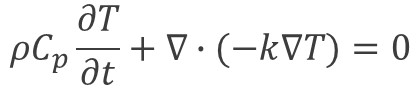 ρC_p ∂T/∂t + ∇ · (−k∇T) = 0